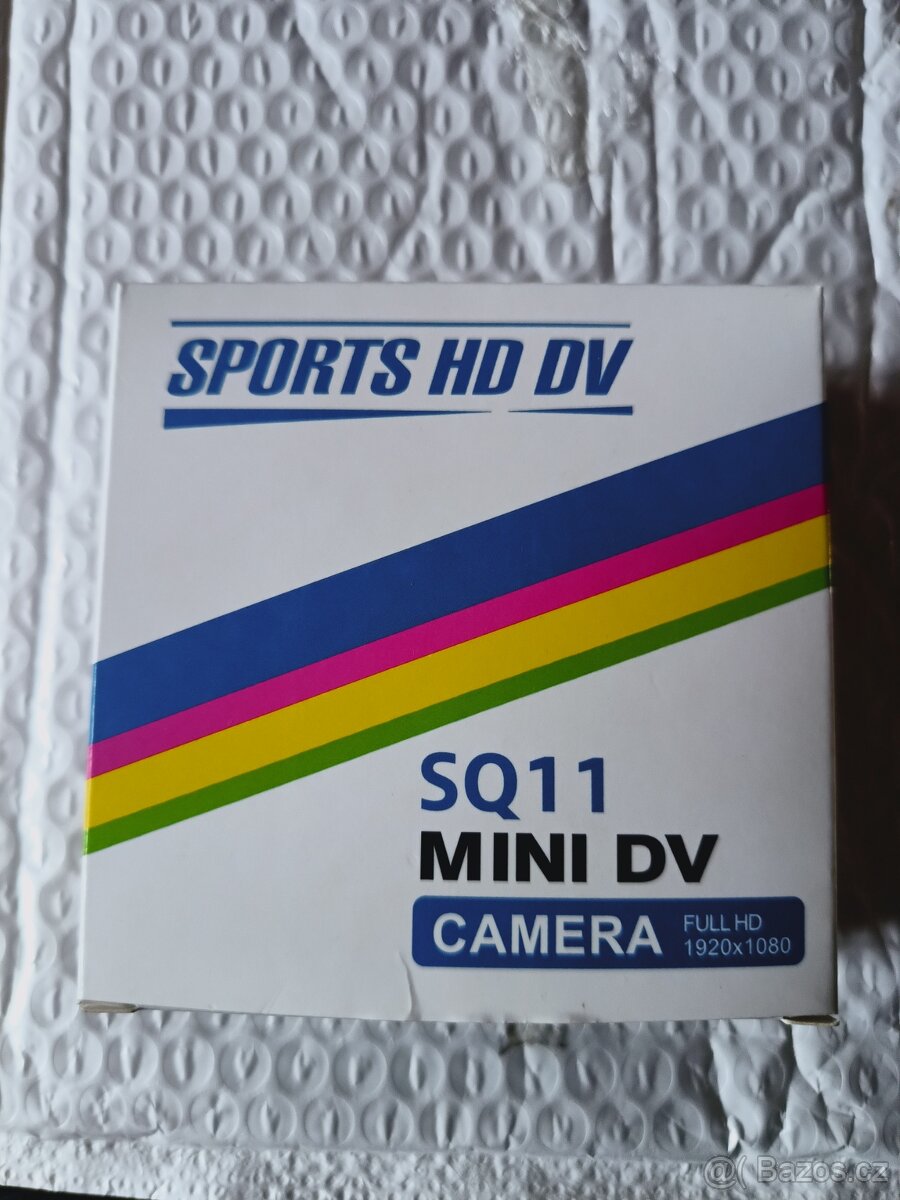 SPORTS HD DV
SQ11
MINI DV
CAMERA FULL HD 1920x1080
@( Bazos.cz